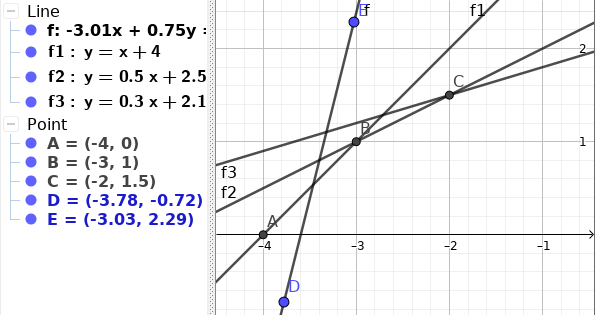 Line
f: -3.01x + 0.75y =
f1 : y = x + 4
f2 : y = 0.5 x + 2.5
f3 : y = 0.3 x + 2.1
Point
A = (-4, 0)
B = (-3, 1)
C = (-2, 1.5)
D = (-3.78, -0.72)
E = (-3.03, 2.29)
E f f1
2
C
B 1
f3
f2
A
-4 -3 -2 -1
D